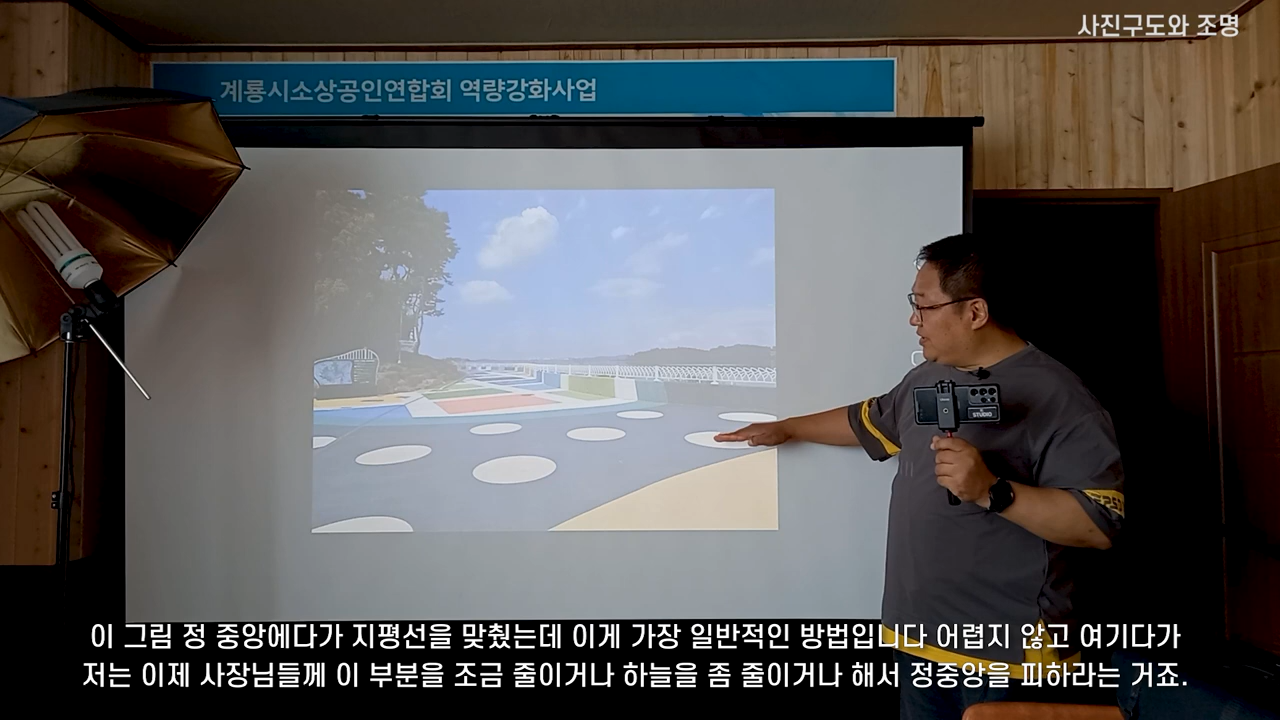 사진구도와 조명
계룡시소상공인연합회 역량강화사업
STUDIO
이 그림 정 중앙에다가 지평선을 맞췄는데 이게 가장 일반적인 방법입니다 어렵지 않고 여기다가
저는 이제 사장님들께 이 부분을 조금 줄이거나 하늘을 좀 줄이거나 해서 정중앙을 피하라는 거죠.